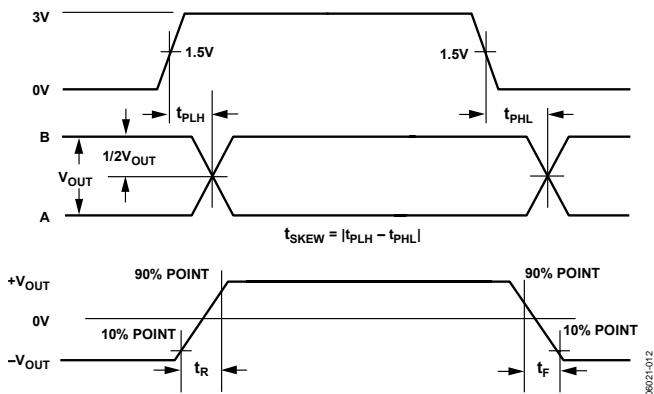 3V
1.5V
1.5V
0V
tPLH
tPHL
B
1/2VOUT
VOUT
A
tSKEW = |tPLH – tPHL|
90% POINT
90% POINT
+VOUT
0V
10% POINT
10% POINT
–VOUT
tR
tF
06021-012